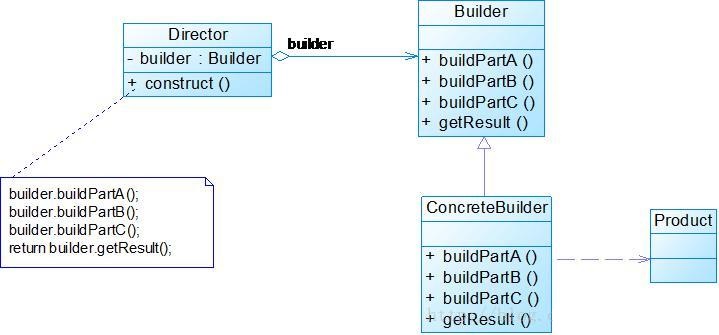 Director
- builder : Builder
+ construct ()
builder
Builder
+ buildPartA ()
+ buildPartB ()
+ buildPartC ()
+ getResult ()
builder.buildPartA();
builder.buildPartB();
builder.buildPartC();
return builder.getResult();
ConcreteBuilder
+ buildPartA ()
+ buildPartB ()
+ buildPartC ()
+ getResult ()
Product